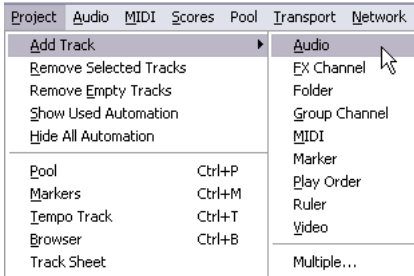 Project Audio MIDI Scores Pool Transport Network
Add Track
Remove Selected Tracks
Remove Empty Tracks
Show Used Automation
Hide All Automation
Pool Ctrl+P
Markers Ctrl+M
Tempo Track Ctrl+T
Browser Ctrl+B
Track Sheet
Audio
FX Channel
Folder
Group Channel
MIDI
Marker
Play Order
Ruler
Video
Multiple...